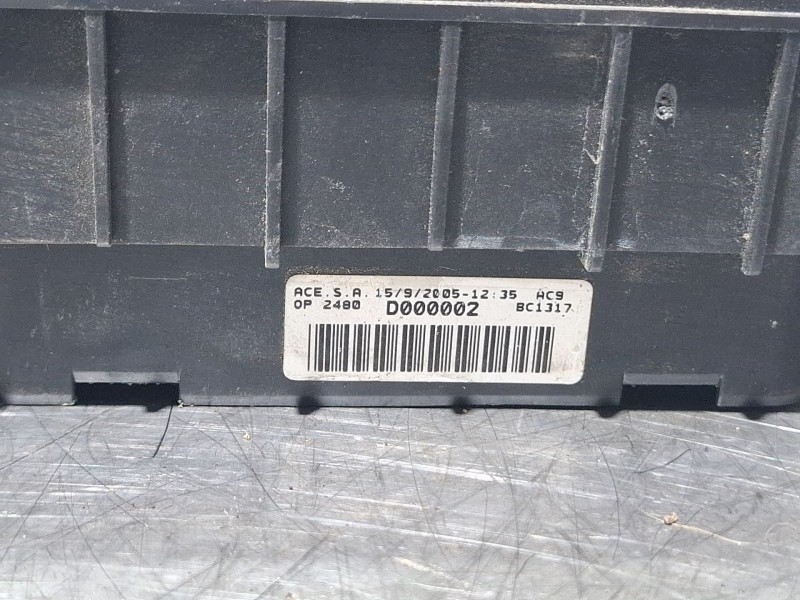 ACE.S.A. 15/9/2005-12:35 AC9
OP 2480 D000002 BC1317